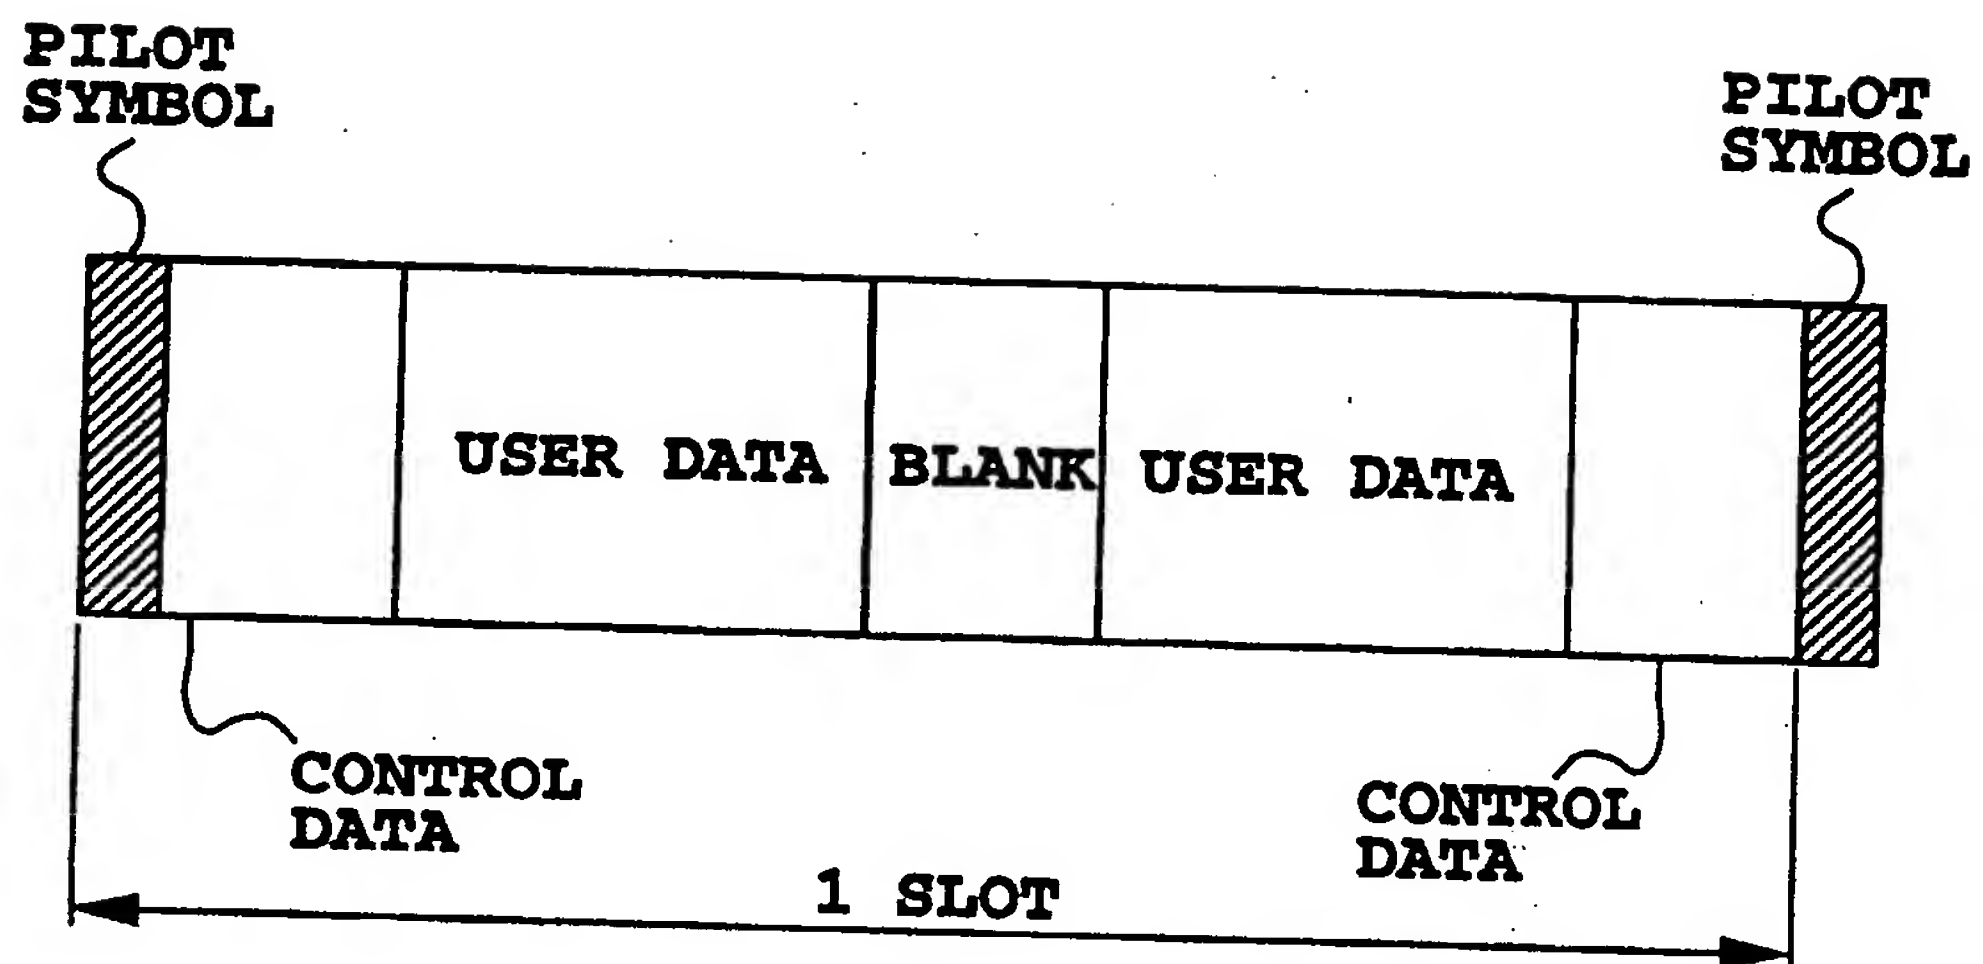 PILOT
SYMBOL
PILOT
SYMBOL
USER DATA
BLANK
USER DATA
CONTROL
DATA
CONTROL
DATA
1 SLOT